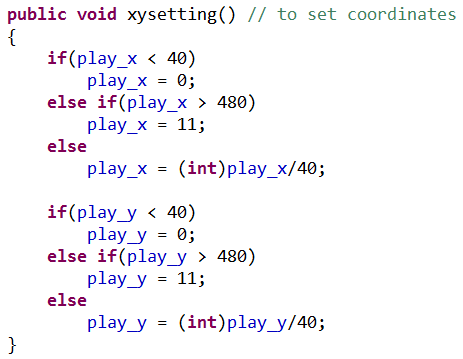 public void xysetting() // to set coordinates
{
    if(play_x < 40)
        play_x = 0;
    else if(play_x > 480)
        play_x = 11;
    else
        play_x = (int)play_x/40;

    if(play_y < 40)
        play_y = 0;
    else if(play_y > 480)
        play_y = 11;
    else
        play_y = (int)play_y/40;
}